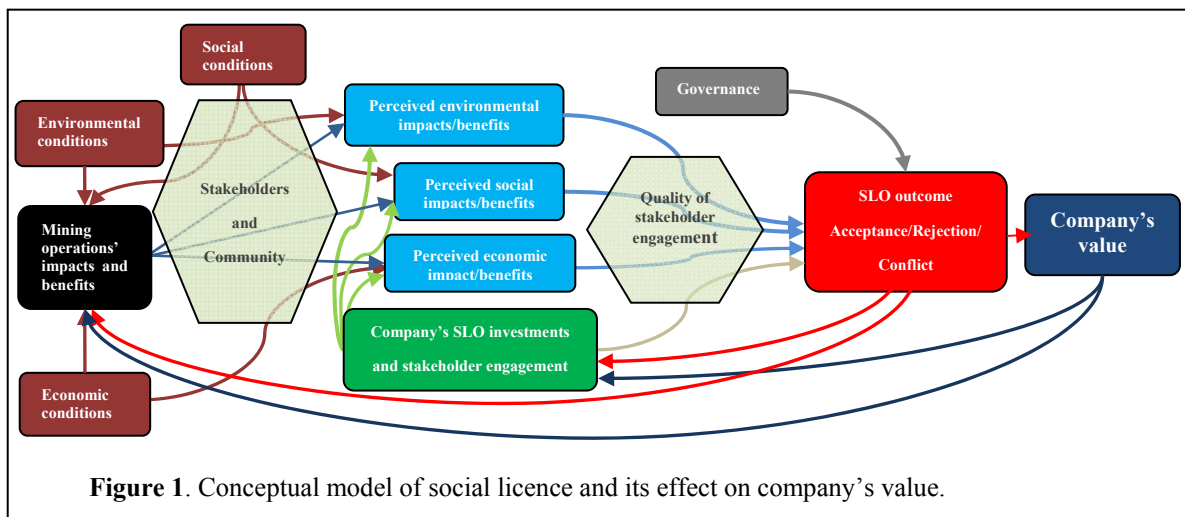 Social
conditions
Environmental
conditions
Stakeholders
and
Community
Mining
operations’
impacts and
benefits
Economic
conditions
Perceived environmental
impacts/benefits
Perceived social
impacts/benefits
Perceived economic
impact/benefits
Company’s SLO investments
and stakeholder engagement
Quality of
stakeholder
engagement
Governance
SLO outcome
Acceptance/Rejection/
Conflict
Company’s
value
Figure 1. Conceptual model of social licence and its effect on company’s value.